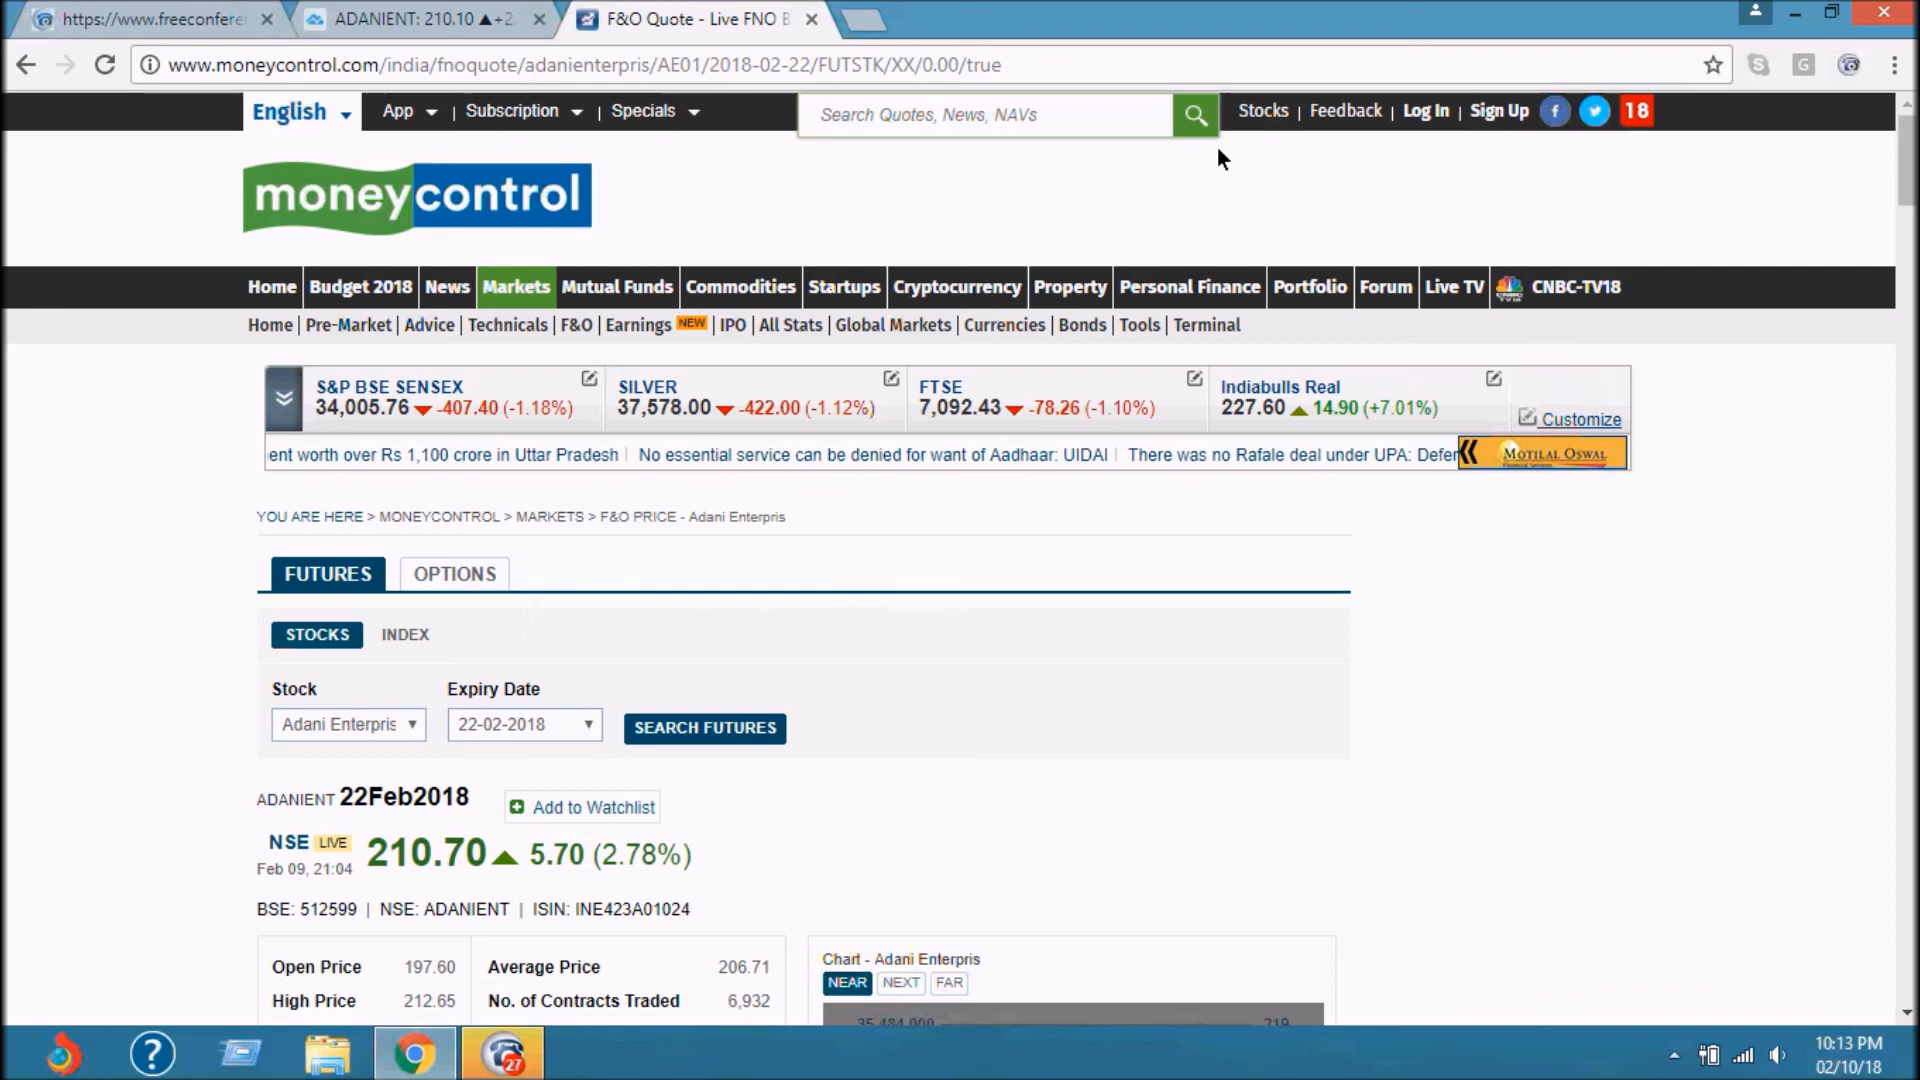 https://www.freeconfere
ADANIENT: 210.10 ▲+2
F&O Quote - Live FNO B
www.moneycontrol.com/india/fnoquote/adanienterpris/AE01/2018-02-22/FUTSTK/XX/0.00/true
English App | Subscription | Specials Search Quotes, News, NAVs Stocks | Feedback | Log In | Sign Up 18
moneycontrol
Home Budget 2018 News Markets Mutual Funds Commodities Startups Cryptocurrency Property Personal Finance Portfolio Forum Live TV CNBC-TV18
Home | Pre-Market | Advice | Technicals | F&O | Earnings NEW | IPO | All Stats | Global Markets | Currencies | Bonds | Tools | Terminal
S&P BSE SENSEX SILVER FTSE Indiabulls Real
34,005.76 ▼ -407.40 (-1.18%) 37,578.00 ▼ -422.00 (-1.12%) 7,092.43 ▼ -78.26 (-1.10%) 227.60 ▲ 14.90 (+7.01%)
Customize
ent worth over Rs 1,100 crore in Uttar Pradesh | No essential service can be denied for want of Aadhaar: UIDAI | There was no Rafale deal under UPA: Defer
MOTILAL OSWAL
Financial Services
YOU ARE HERE > MONEYCONTROL > MARKETS > F&O PRICE - Adani Enterpris
FUTURES OPTIONS
STOCKS INDEX
Stock Expiry Date
Adani Enterpris 22-02-2018 SEARCH FUTURES
ADANIENT 22Feb2018 Add to Watchlist
NSE LIVE 210.70 ▲ 5.70 (2.78%)
Feb 09, 21:04
BSE: 512599 | NSE: ADANIENT | ISIN: INE423A01024
Open Price 197.60 Average Price 206.71
High Price 212.65 No. of Contracts Traded 6,932
Chart - Adani Enterpris
NEAR NEXT FAR
35,484,000 219
27
10:13 PM
02/10/18